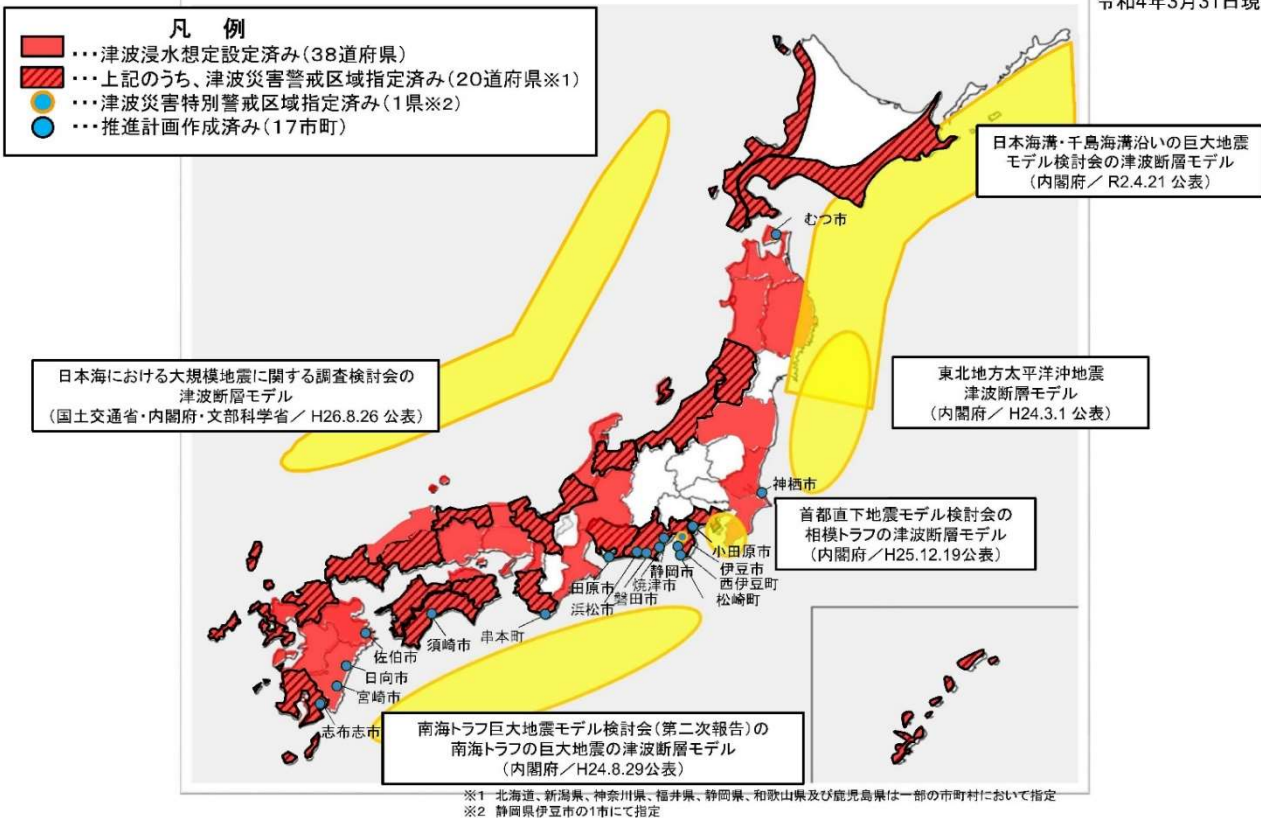 令和4年3月31日現
凡 例
･･･津波浸水想定設定済み(38道府県)
･･･上記のうち、津波災害警戒区域指定済み(20道府県※1)
･･･津波災害特別警戒区域指定済み(1県※2)
･･･推進計画作成済み(17市町)
日本海溝・千島海溝沿いの巨大地震
モデル検討会の津波断層モデル
(内閣府／ R2.4.21 公表)
むつ市
日本海における大規模地震に関する調査検討会の
津波断層モデル
(国土交通省・内閣府・文部科学省／ H26.8.26 公表)
東北地方太平洋沖地震
津波断層モデル
(内閣府／ H24.3.1 公表)
神栖市
首都直下地震モデル検討会の
相模トラフの津波断層モデル
(内閣府／H25.12.19公表)
小田原市
伊豆市
西伊豆町
松崎町
静岡市
焼津市
磐田市
浜松市
田原市
串本町
須崎市
佐伯市
日向市
宮崎市
志布志市
南海トラフ巨大地震モデル検討会(第二次報告)の
南海トラフの巨大地震の津波断層モデル
(内閣府／H24.8.29公表)
※1 北海道、新潟県、神奈川県、福井県、静岡県、和歌山県及び鹿児島県は一部の市町村において指定
※2 静岡県伊豆市の1市にて指定